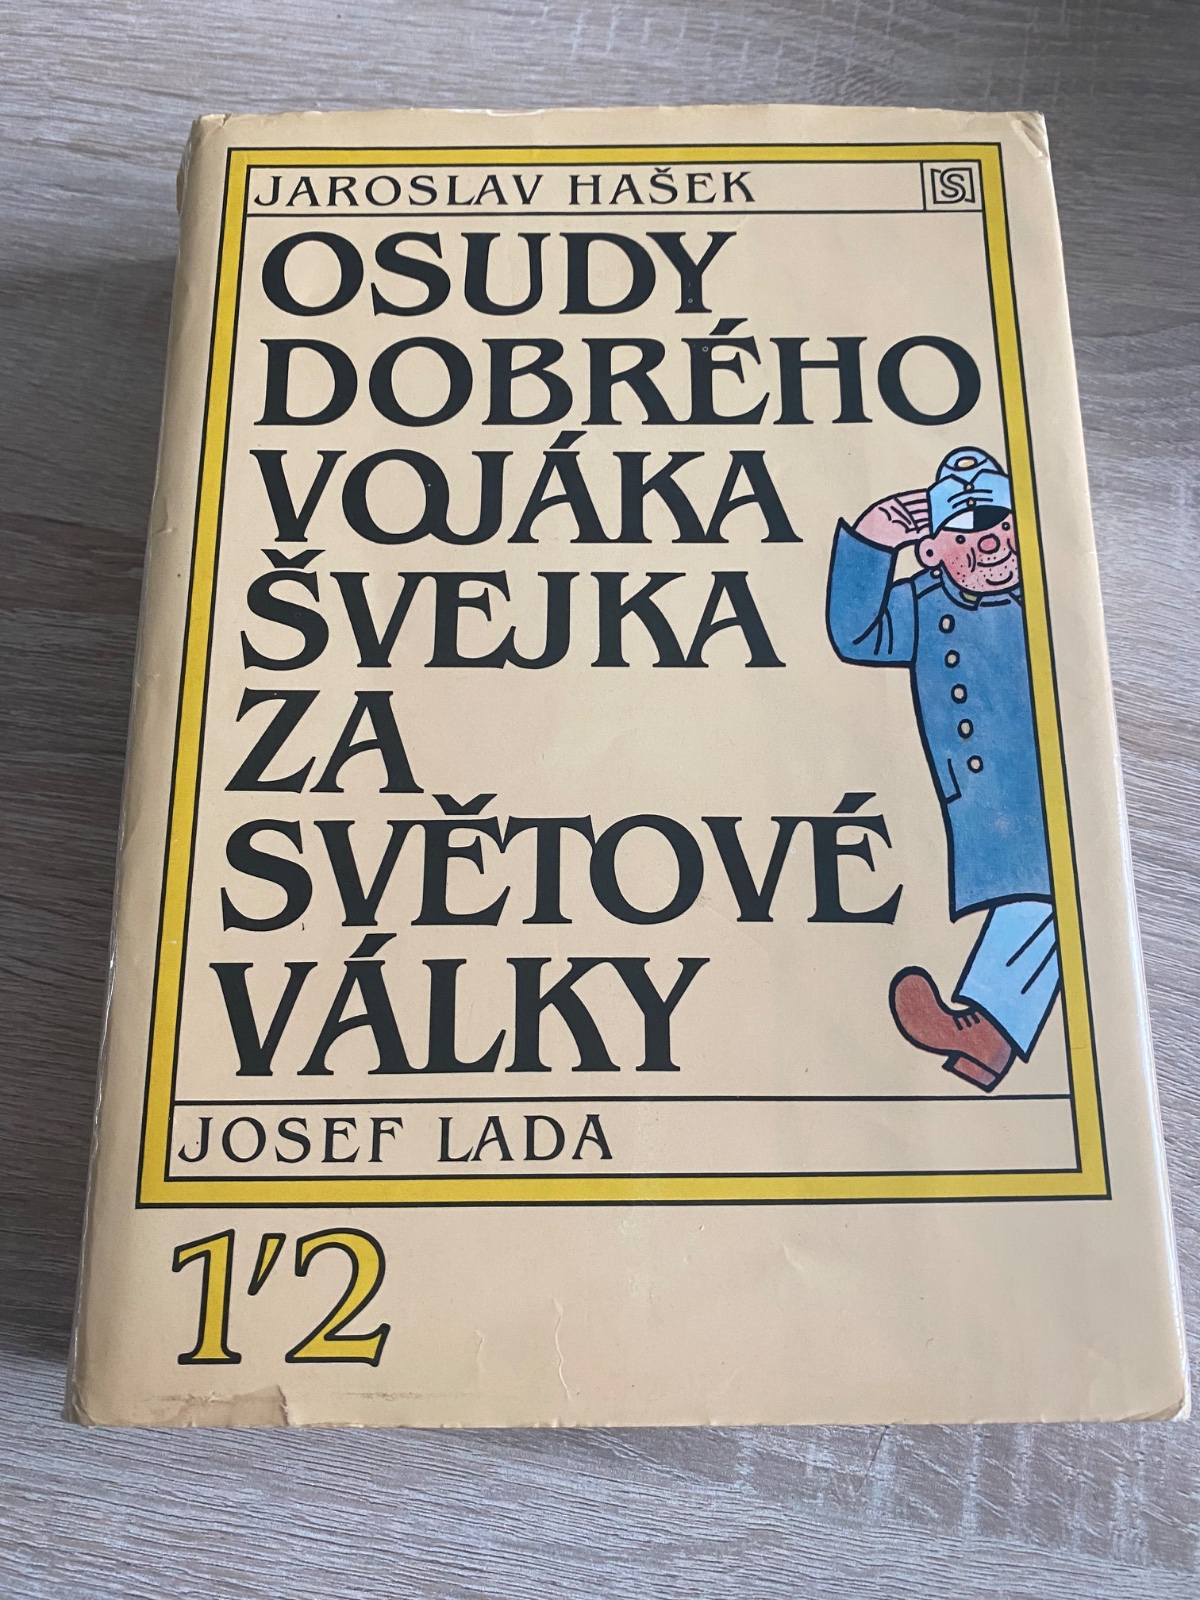 JAROSLAV HAŠEK
[S]
OSUDY
DOBRÉHO
VOJÁKA
ŠVEJKA
ZA
SVĚTOVÉ
VÁLKY
JOSEF LADA
1'2